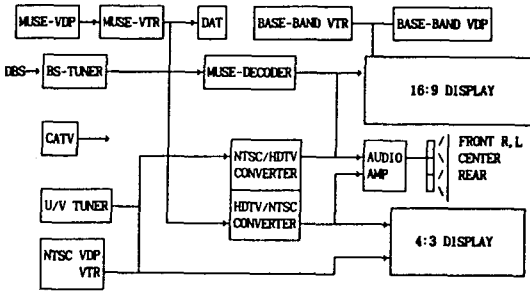 MUSE-VDP
MUSE-VTR
DAT
BASE-BAND VTR
BASE-BAND VDP
DBS
BS-TUNER
MUSE-DECODER
16:9 DISPLAY
CATV
NTSC/HDTV
CONVERTER
AUDIO
AMP
FRONT R,L
CENTER
REAR
U/V TUNER
HDTV/NTSC
CONVERTER
4:3 DISPLAY
NTSC VDP
VTR